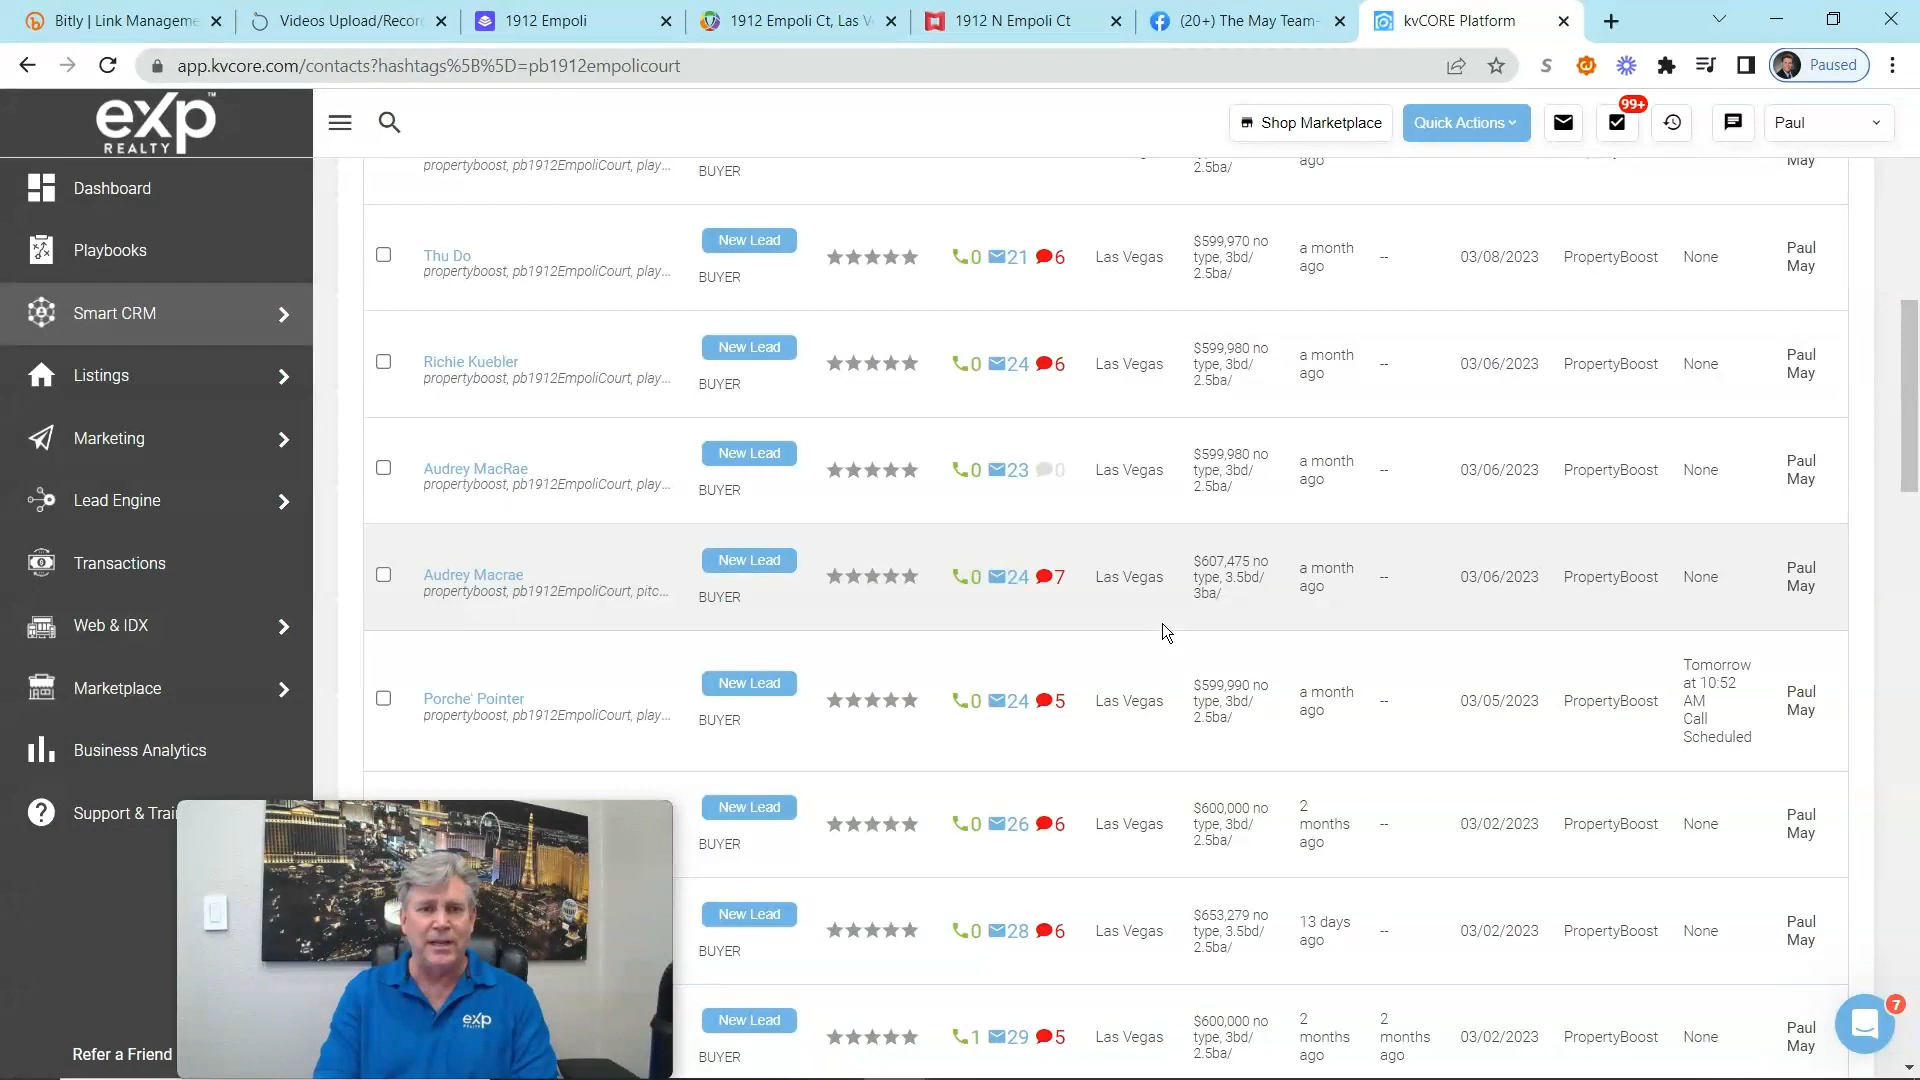 Bitly | Link Manageme
Videos Upload/Record
1912 Empoli
1912 Empoli Ct, Las V
1912 N Empoli Ct
(20+) The May Team-
kvCORE Platform
app.kvcore.com/contacts?hashtags%5B%5D=pb1912empolicourt
Paused
exp
REALTY
Shop Marketplace
Quick Actions
99+
Paul
Dashboard
Playbooks
Smart CRM
Listings
Marketing
Lead Engine
Transactions
Web & IDX
Marketplace
Business Analytics
Support & Trai
Refer a Friend
propertyboost, pb1912EmpoliCourt, play...
BUYER
2.5ba/
ago
May
Thu Do
propertyboost, pb1912EmpoliCourt, play...
New Lead
BUYER
0 21 6
Las Vegas
$599,970 no
type, 3bd/
2.5ba/
a month
ago
--
03/08/2023
PropertyBoost
None
Paul
May
Richie Kuebler
propertyboost, pb1912EmpoliCourt, play...
New Lead
BUYER
0 24 6
Las Vegas
$599,980 no
type, 3bd/
2.5ba/
a month
ago
--
03/06/2023
PropertyBoost
None
Paul
May
Audrey MacRae
propertyboost, pb1912EmpoliCourt, play...
New Lead
BUYER
0 23 0
Las Vegas
$599,980 no
type, 3bd/
2.5ba/
a month
ago
--
03/06/2023
PropertyBoost
None
Paul
May
Audrey Macrae
propertyboost, pb1912EmpoliCourt, pitc...
New Lead
BUYER
0 24 7
Las Vegas
$607,475 no
type, 3.5bd/
3ba/
a month
ago
--
03/06/2023
PropertyBoost
None
Paul
May
Porche' Pointer
propertyboost, pb1912EmpoliCourt, play...
New Lead
BUYER
0 24 5
Las Vegas
$599,990 no
type, 3bd/
2.5ba/
a month
ago
--
03/05/2023
PropertyBoost
Tomorrow
at 10:52
AM
Call
Scheduled
Paul
May
New Lead
BUYER
0 26 6
Las Vegas
$600,000 no
type, 3bd/
2.5ba/
2
months
ago
--
03/02/2023
PropertyBoost
None
Paul
May
New Lead
BUYER
0 28 6
Las Vegas
$653,279 no
type, 3.5bd/
2.5ba/
13 days
ago
--
03/02/2023
PropertyBoost
None
Paul
May
New Lead
BUYER
1 29 5
Las Vegas
$600,000 no
type, 3bd/
2.5ba/
2
months
ago
2
months
ago
03/02/2023
PropertyBoost
None
Paul
May
exp
REALTY
7